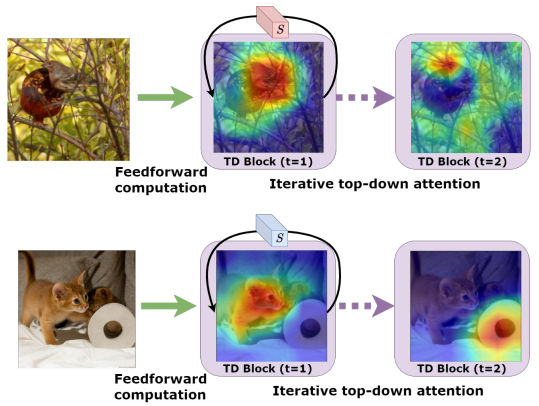 S
TD Block (t=1)
TD Block (t=2)
Feedforward
computation
Iterative top-down attention
S
TD Block (t=1)
TD Block (t=2)
Feedforward
computation
Iterative top-down attention